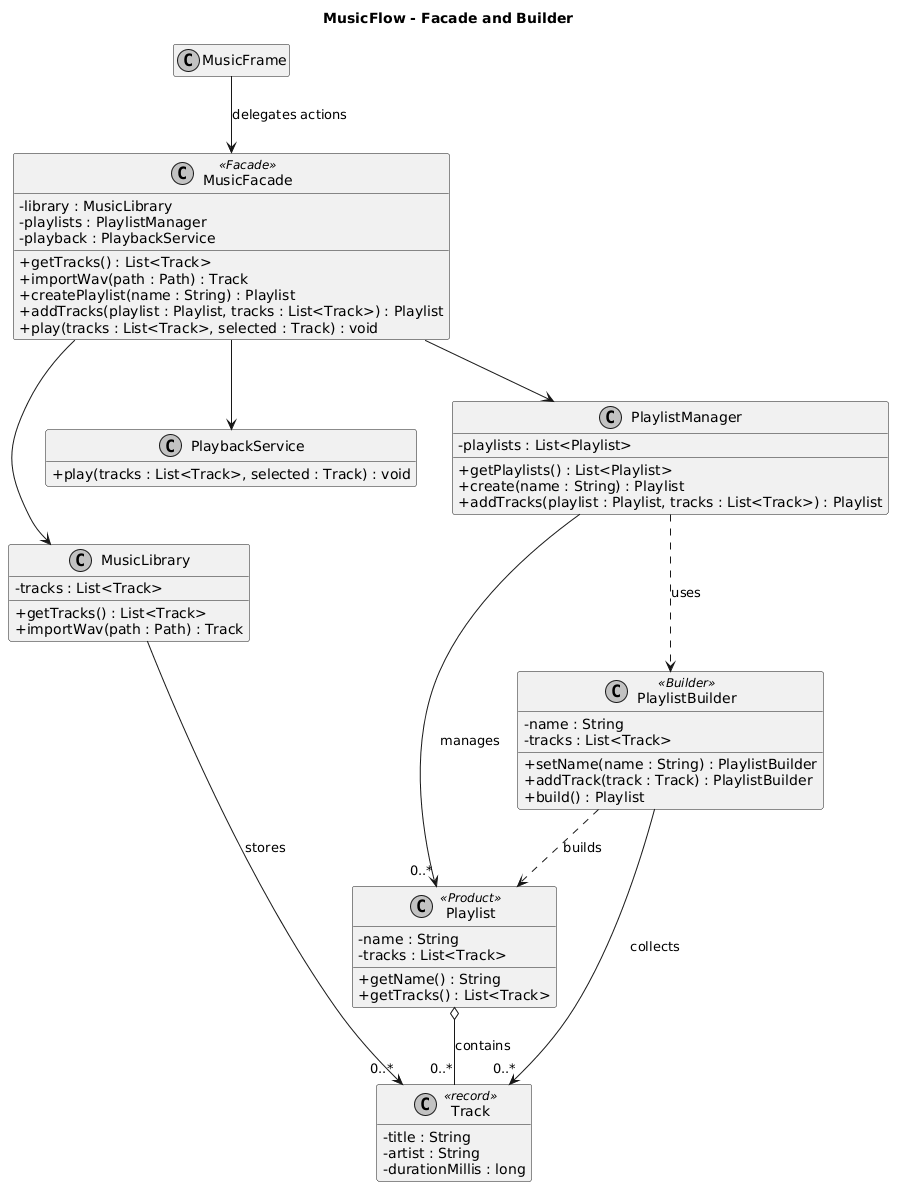 MusicFlow - Facade and Builder
C MusicFrame
delegates actions
«Facade»
C MusicFacade
-library : MusicLibrary
-playlists : PlaylistManager
-playback : PlaybackService
+getTracks() : List<Track>
+importWav(path : Path) : Track
+createPlaylist(name : String) : Playlist
+addTracks(playlist : Playlist, tracks : List<Track>) : Playlist
+play(tracks : List<Track>, selected : Track) : void
C PlaybackService
+play(tracks : List<Track>, selected : Track) : void
C PlaylistManager
-playlists : List<Playlist>
+getPlaylists() : List<Playlist>
+create(name : String) : Playlist
+addTracks(playlist : Playlist, tracks : List<Track>) : Playlist
C MusicLibrary
-tracks : List<Track>
+getTracks() : List<Track>
+importWav(path : Path) : Track
uses
«Builder»
C PlaylistBuilder
-name : String
-tracks : List<Track>
+setName(name : String) : PlaylistBuilder
+addTrack(track : Track) : PlaylistBuilder
+build() : Playlist
manages
stores
builds
0..*
«Product»
C Playlist
-name : String
-tracks : List<Track>
+getName() : String
+getTracks() : List<Track>
collects
contains
0..*
0..*
0..*
«record»
C Track
-title : String
-artist : String
-durationMillis : long